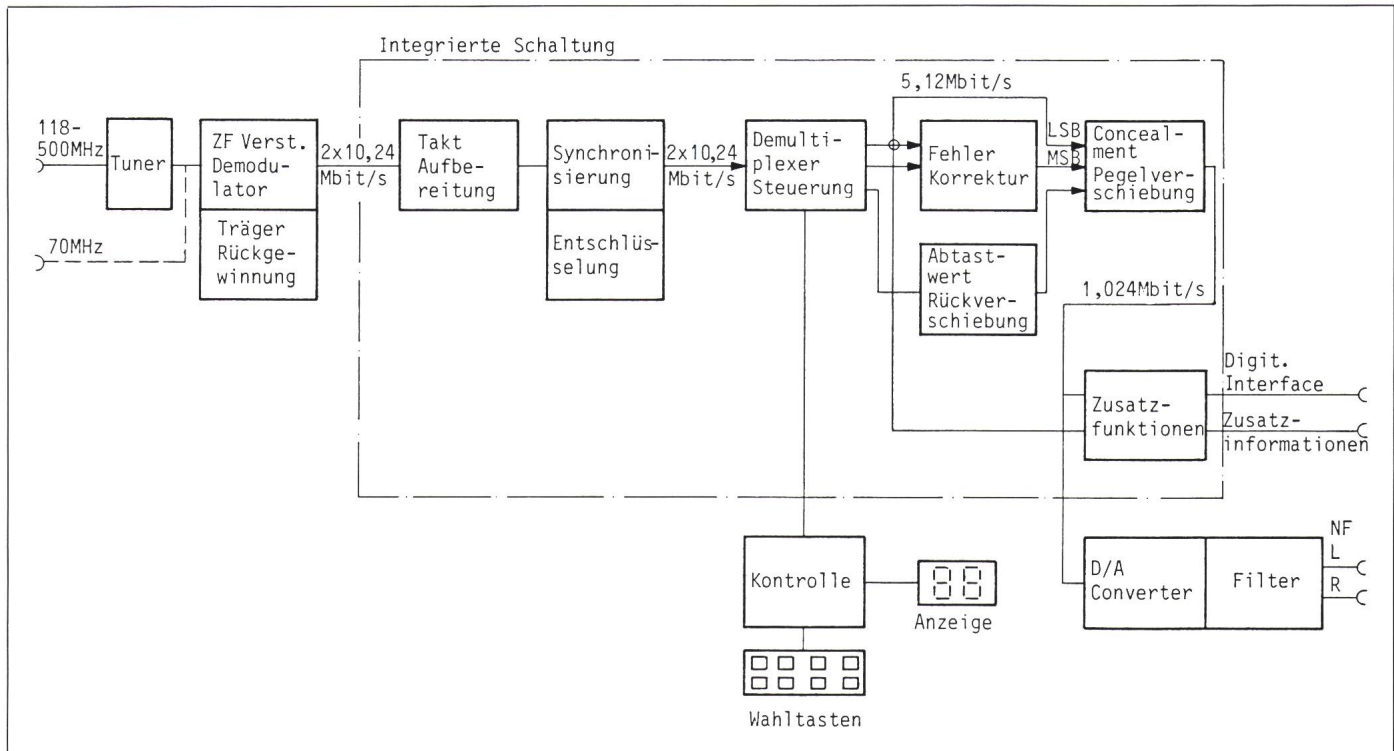 Integrierte Schaltung
5,12Mbit/s
118-
500MHz
Tuner
ZF Verst.
Demodu-
lator
Träger
Rückge-
winnung
2x10,24
Mbit/s
Takt
Aufbe-
reitung
Synchroni-
sierung
Entschlüs-
selung
2x10,24
Mbit/s
Demulti-
plexer
Steuerung
Fehler
Korrektur
LSB
MSB
Conceal-
ment
Pegelver-
schiebung
70MHz
Abtast-
wert
Rückver-
schiebung
1,024Mbit/s
Zusatz-
funktionen
Digit.
Interface
Zusatz-
informationen
Kontrolle
88
Anzeige
Wahltasten
D/A
Converter
Filter
NF
L
R